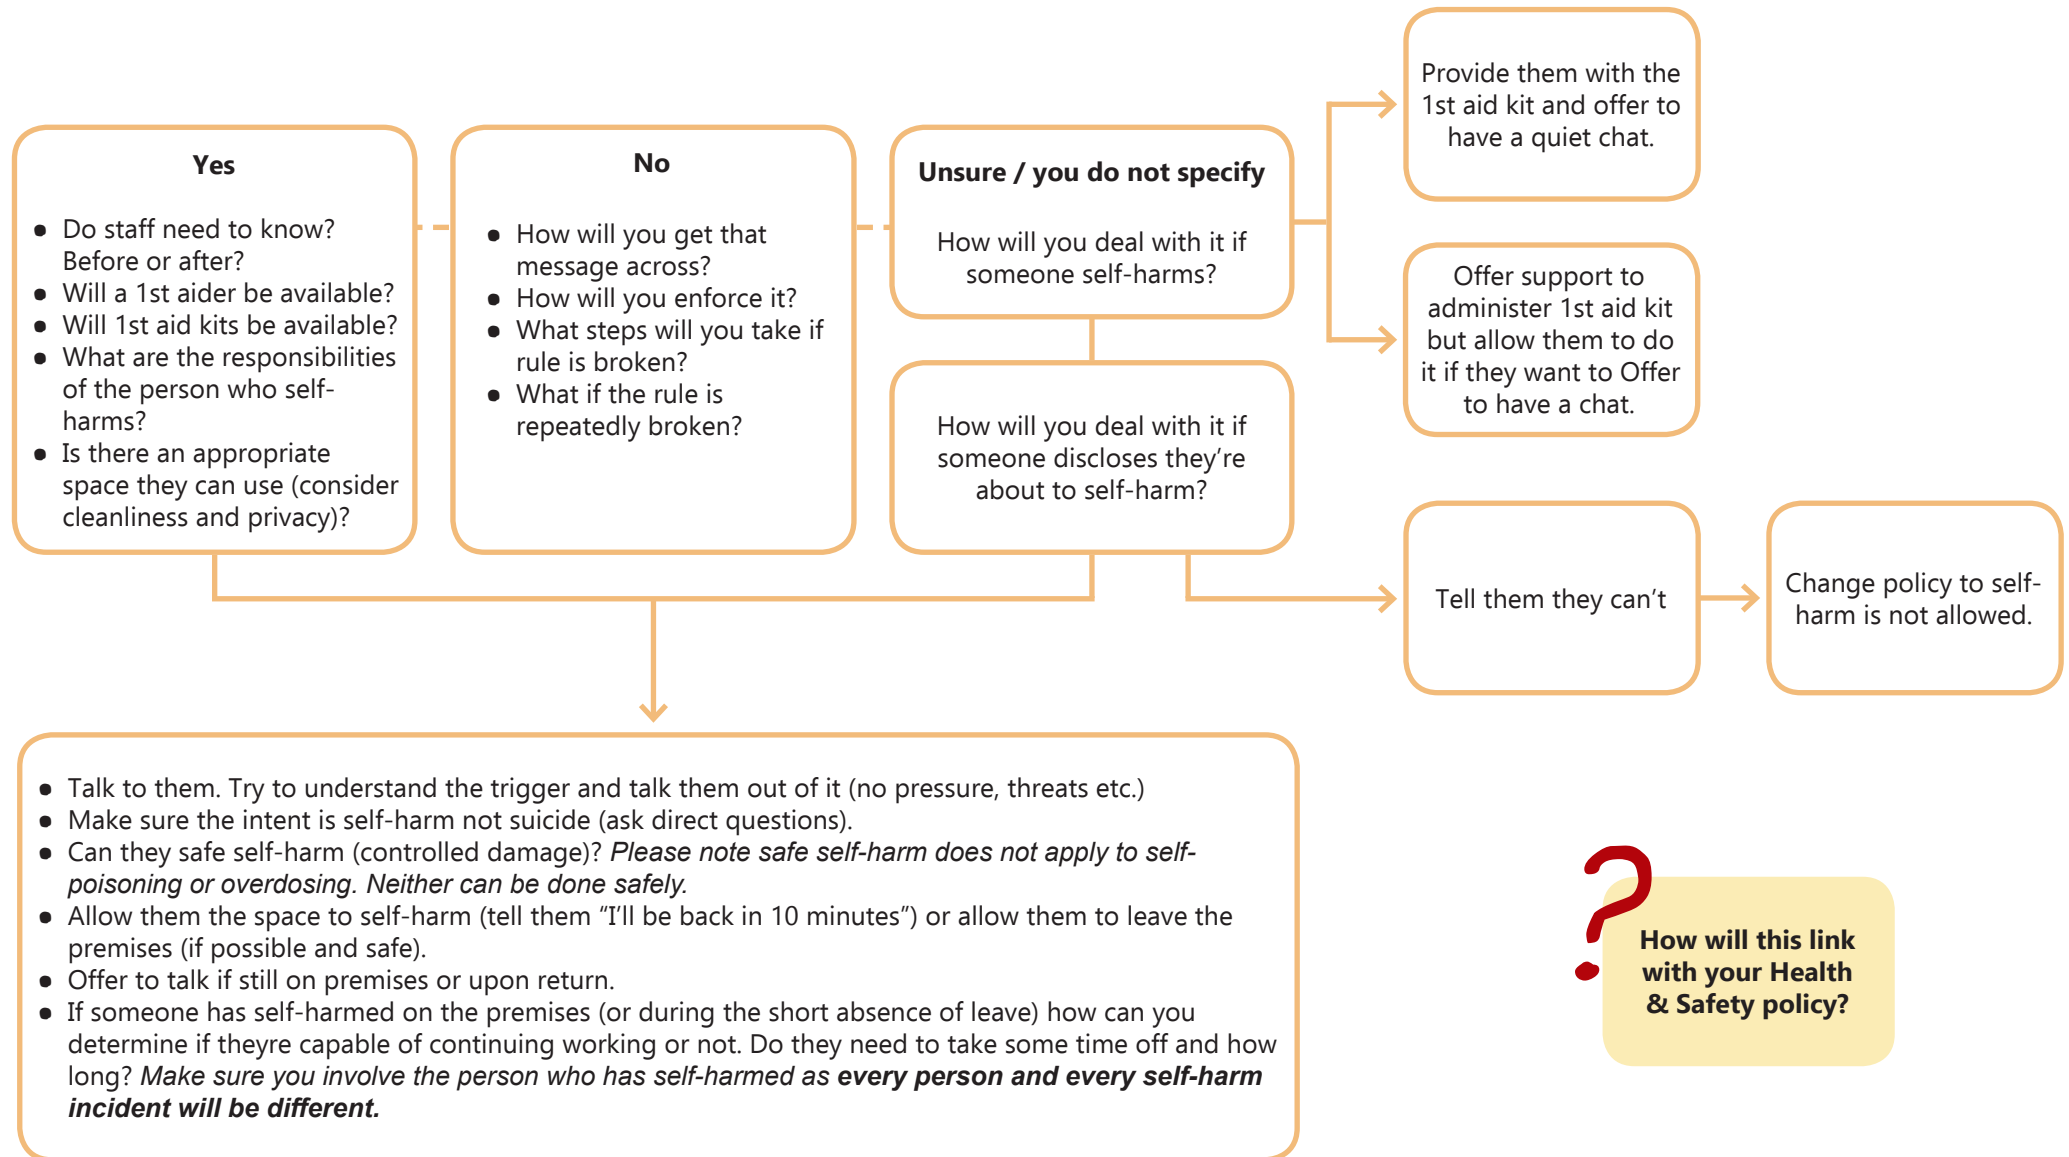 Yes
● Do staff need to know?
Before or after?
● Will a 1st aider be available?
● Will 1st aid kits be available?
● What are the responsibilities
of the person who self-
harms?
● Is there an appropriate
space they can use (consider
cleanliness and privacy)?
No
● How will you get that
message across?
● How will you enforce it?
● What steps will you take if
rule is broken?
● What if the rule is
repeatedly broken?
Unsure / you do not specify
How will you deal with it if
someone self-harms?
How will you deal with it if
someone discloses they’re
about to self-harm?
Provide them with the
1st aid kit and offer to
have a quiet chat.
Offer support to
administer 1st aid kit
but allow them to do
it if they want to Offer
to have a chat.
Tell them they can’t
Change policy to self-
harm is not allowed.
● Talk to them. Try to understand the trigger and talk them out of it (no pressure, threats etc.)
● Make sure the intent is self-harm not suicide (ask direct questions).
● Can they safe self-harm (controlled damage)? Please note safe self-harm does not apply to self-
poisoning or overdosing. Neither can be done safely.
● Allow them the space to self-harm (tell them “I’ll be back in 10 minutes”) or allow them to leave the
premises (if possible and safe).
● Offer to talk if still on premises or upon return.
● If someone has self-harmed on the premises (or during the short absence of leave) how can you
determine if theyre capable of continuing working or not. Do they need to take some time off and how
long? Make sure you involve the person who has self-harmed as every person and every self-harm
incident will be different.
?
How will this link
with your Health
& Safety policy?